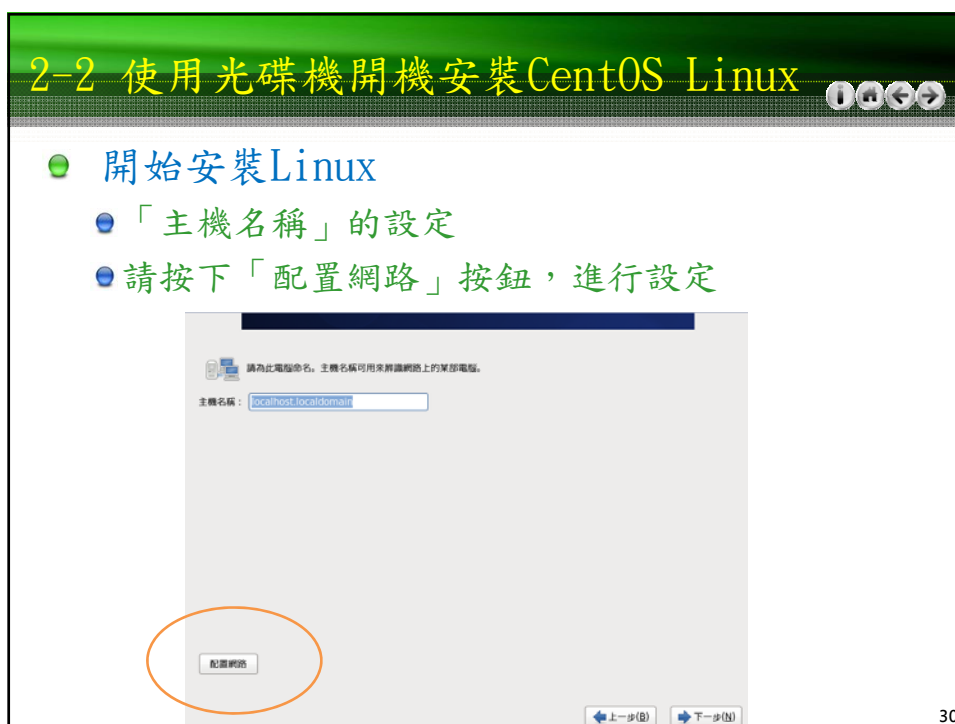 2-2 使用光碟機開機安裝CentOS Linux
開始安裝Linux
「主機名稱」的設定
請按下「配置網路」按鈕，進行設定
請為此電腦命名。主機名稱可用來辨識網路上的某部電腦。
主機名稱： localhost.localdomain
配置網路
上一步(B) 下一步(N)
30